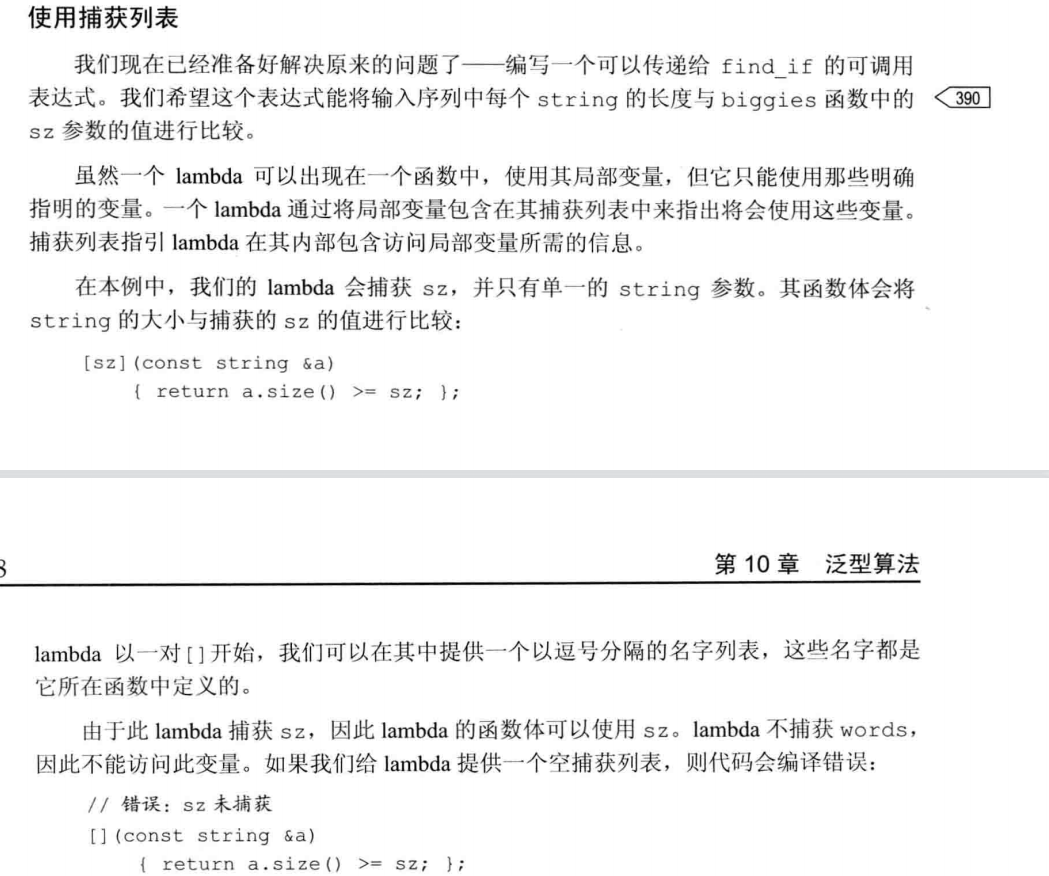 使用捕获列表
我们现在已经准备好解决原来的问题了——编写一个可以传递给 find_if 的可调用
表达式。我们希望这个表达式能将输入序列中每个 string 的长度与 biggies 函数中的
390
sz 参数的值进行比较。
虽然一个 lambda 可以出现在一个函数中，使用其局部变量，但它只能使用那些明确
指明的变量。一个 lambda 通过将局部变量包含在其捕获列表中来指出将会使用这些变量。
捕获列表指引 lambda 在其内部包含访问局部变量所需的信息。
在本例中，我们的 lambda 会捕获 sz，并只有单一的 string 参数。其函数体会将
string 的大小与捕获的 sz 的值进行比较：
[sz](const string &a)
{ return a.size() >= sz; };
8
第 10 章 泛型算法
lambda 以一对[]开始，我们可以在其中提供一个以逗号分隔的名字列表，这些名字都是
它所在函数中定义的。
由于此 lambda 捕获 sz，因此 lambda 的函数体可以使用 sz。lambda 不捕获 words，
因此不能访问此变量。如果我们给 lambda 提供一个空捕获列表，则代码会编译错误：
// 错误：sz 未捕获
[](const string &a)
{ return a.size() >= sz; };